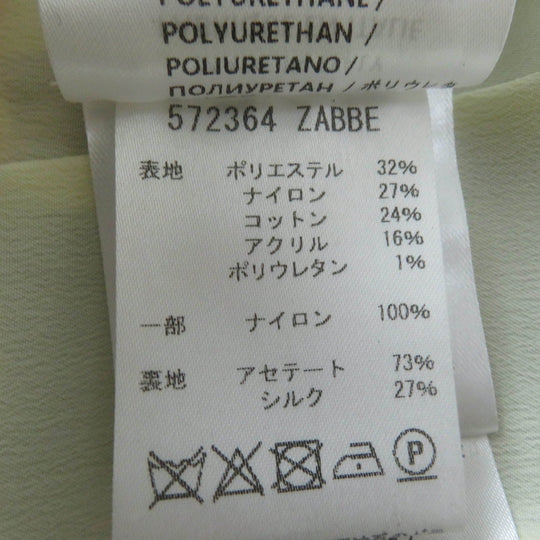 POLYURETHANE/
POLYURETHAN /
POLIURETANO/
ПОЛИУРЕТАН / ポリウレタ
572364 ZABBE
表地 ポリエステル 32%
ナイロン 27%
コットン 24%
アクリル 16%
ポリウレタン 1%
一部 ナイロン 100%
裏地 アセテート 73%
シルク 27%
P